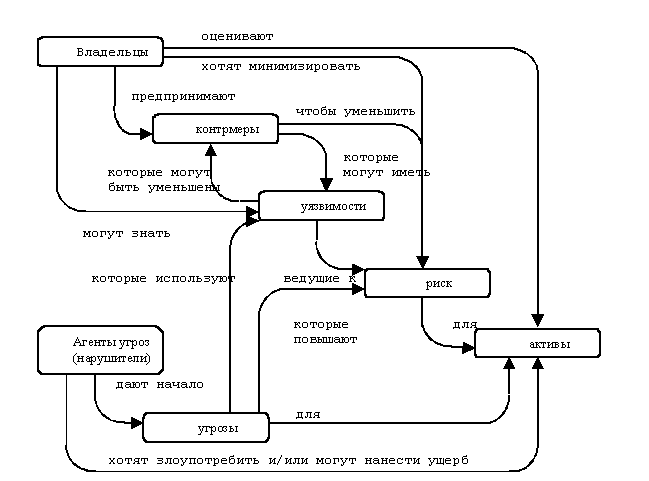 оценивают
Владельцы
хотят минимизировать
предпринимают
чтобы уменьшить
контрмеры
которые
могут иметь
которые могут
быть уменьшены
уязвимости
могут знать
которые используют
ведущие к
риск
которые
повышают
для
Агенты угроз
(нарушители)
активы
дают начало
для
угрозы
хотят злоупотребить и/или могут нанести ущерб